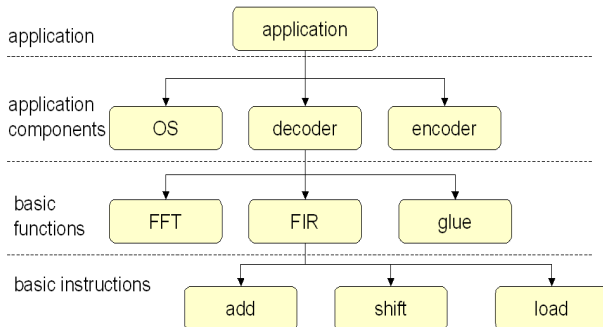 application
application
application
components
OS
decoder
encoder
basic
functions
FFT
FIR
glue
basic instructions
add
shift
load